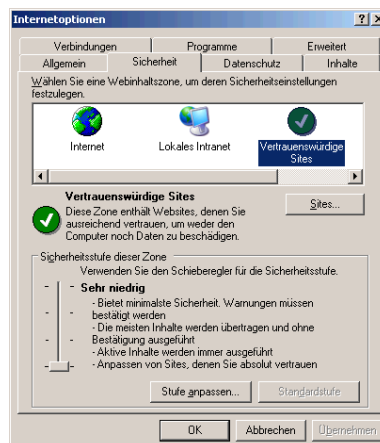 Internetoptionen
Verbindungen Programme Erweitert
Allgemein Sicherheit Datenschutz Inhalte
Wählen Sie eine Webinhaltszone, um deren Sicherheitseinstellungen
festzulegen.
Internet Lokales Intranet Vertrauenswürdige
Sites
Vertrauenswürdige Sites
Diese Zone enthält Websites, denen Sie
ausreichend vertrauen, um weder den
Computer noch Daten zu beschädigen.
Sites...
Sicherheitsstufe dieser Zone
Verwenden Sie den Schieberegler für die Sicherheitsstufe.
Sehr niedrig
- Bietet minimalste Sicherheit. Warnungen müssen
bestätigt werden
- Die meisten Inhalte werden übertragen und ohne
Bestätigung ausgeführt
- Aktive Inhalte werden immer ausgeführt
- Anpassen von Sites, denen Sie absolut vertrauen
Stufe anpassen... Standardstufe
OK Abbrechen Übernehmen